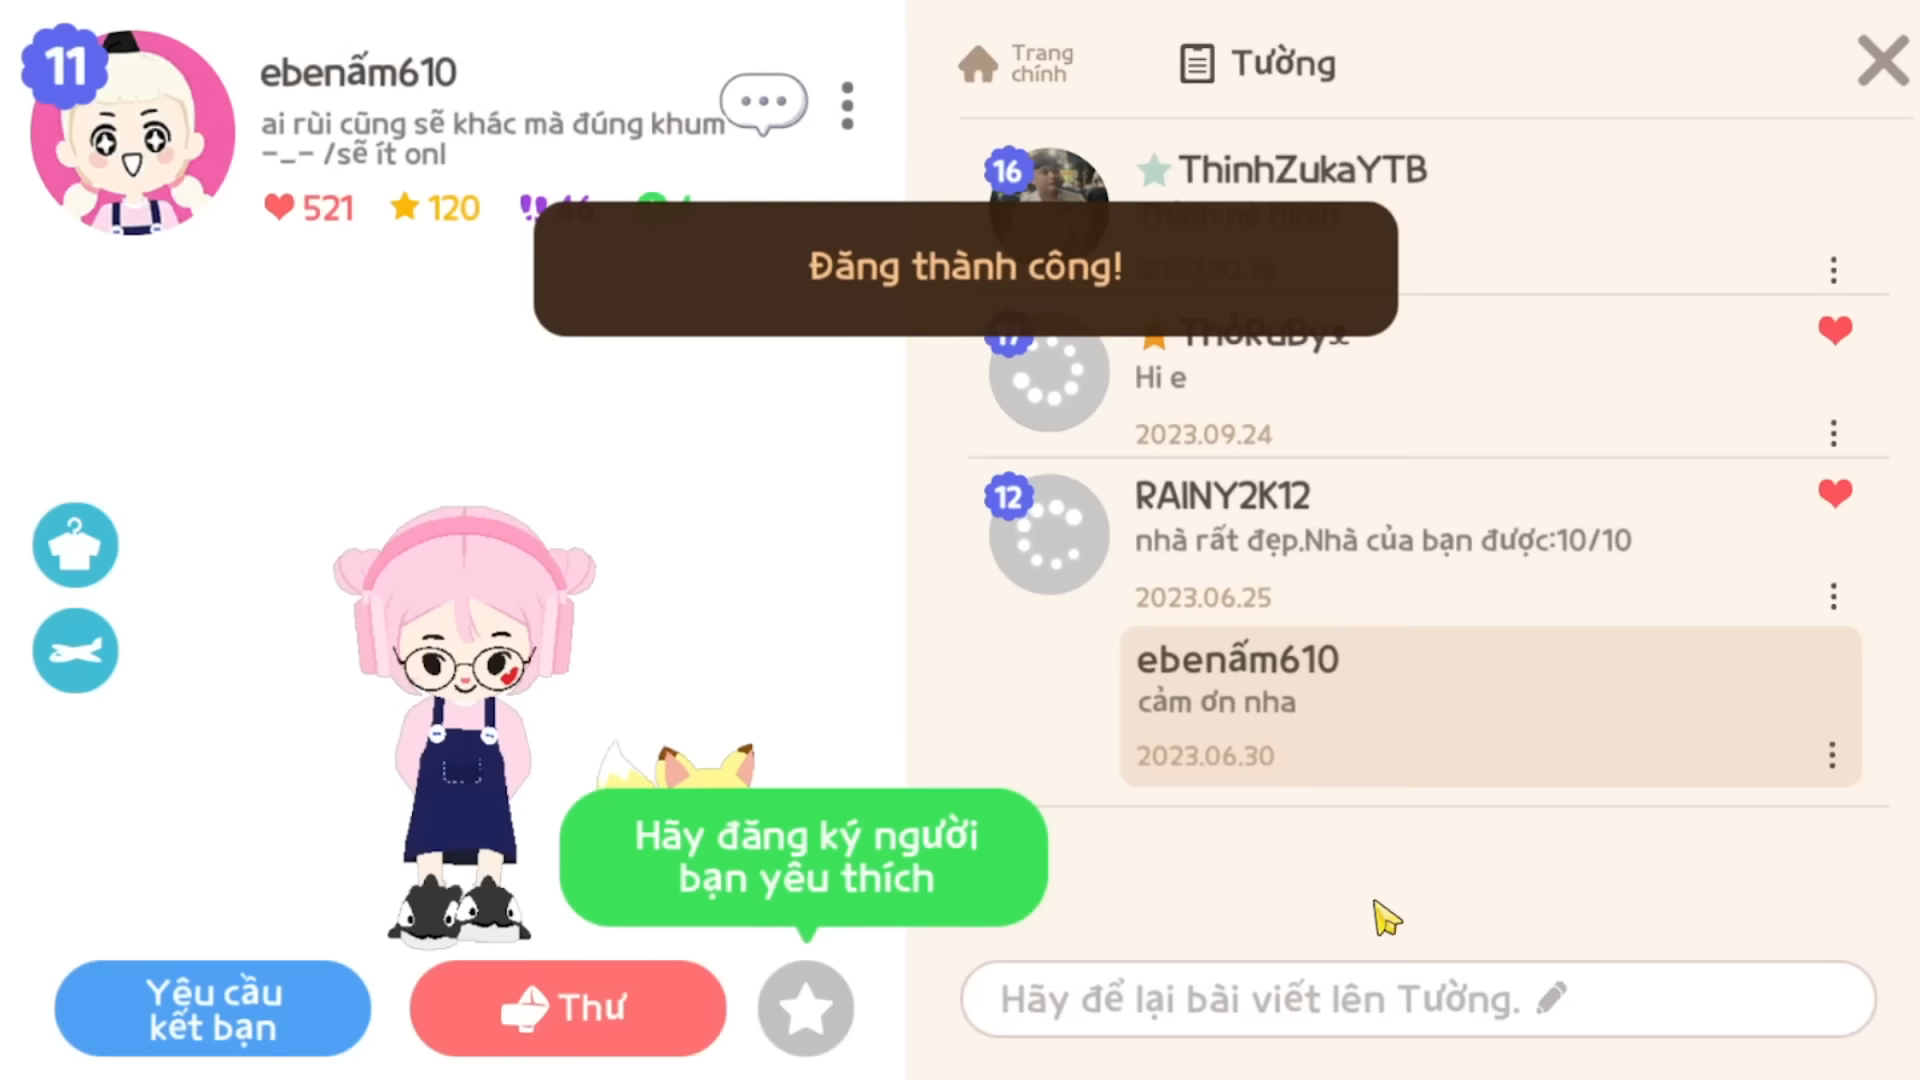 11
ebenấm610
ai rùi cũng sẽ khác mà đúng khum
-_- /sẽ ít onl
521
120
46
Yêu cầu
kết bạn
Thư
Hãy đăng ký người
bạn yêu thích
Đăng thành công!
Trang
chính
Tường
16
ThinhZukaYTB
17
ThỏRuByᴥ
Hi e
2023.09.24
12
RAINY2K12
nhà rất đẹp.Nhà của bạn được:10/10
2023.06.25
ebenấm610
cảm ơn nha
2023.06.30
Hãy để lại bài viết lên Tường.